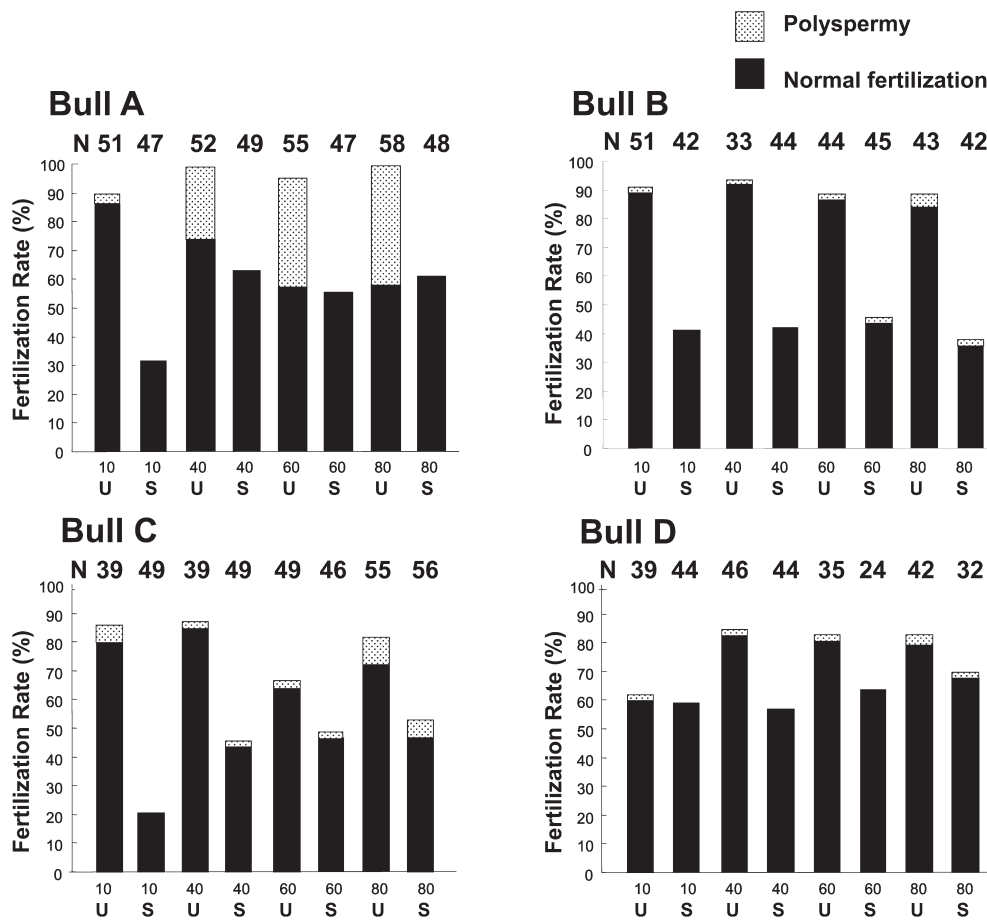 Polyspermy
Normal fertilization
Bull A
N 51 47 52 49 55 47 58 48
Fertilization Rate (%)
100
90
80
70
60
50
40
30
20
10
0
10 10 40 40 60 60 80 80
U S U S U S U S
Bull B
N 51 42 33 44 44 45 43 42
Fertilization Rate (%)
100
90
80
70
60
50
40
30
20
10
0
10 10 40 40 60 60 80 80
U S U S U S U S
Bull C
N 39 49 39 49 49 46 55 56
Fertilization Rate (%)
100
90
80
70
60
50
40
30
20
10
0
10 10 40 40 60 60 80 80
U S U S U S U S
Bull D
N 39 44 46 44 35 24 42 32
Fertilization Rate (%)
100
90
80
70
60
50
40
30
20
10
0
10 10 40 40 60 60 80 80
U S U S U S U S